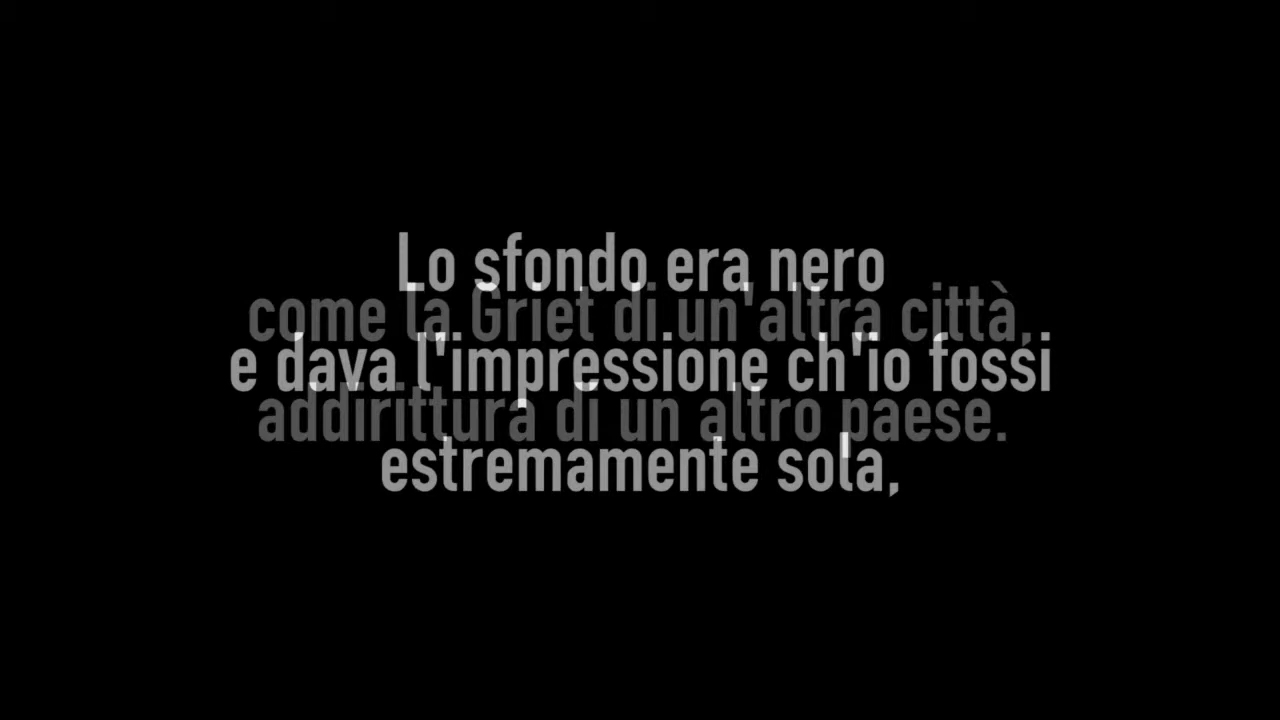 Lo sfondo era nero
come la Griet di un'altra città,
e dava l'impressione ch'io fossi
addirittura di un altro paese.
estremamente sola,